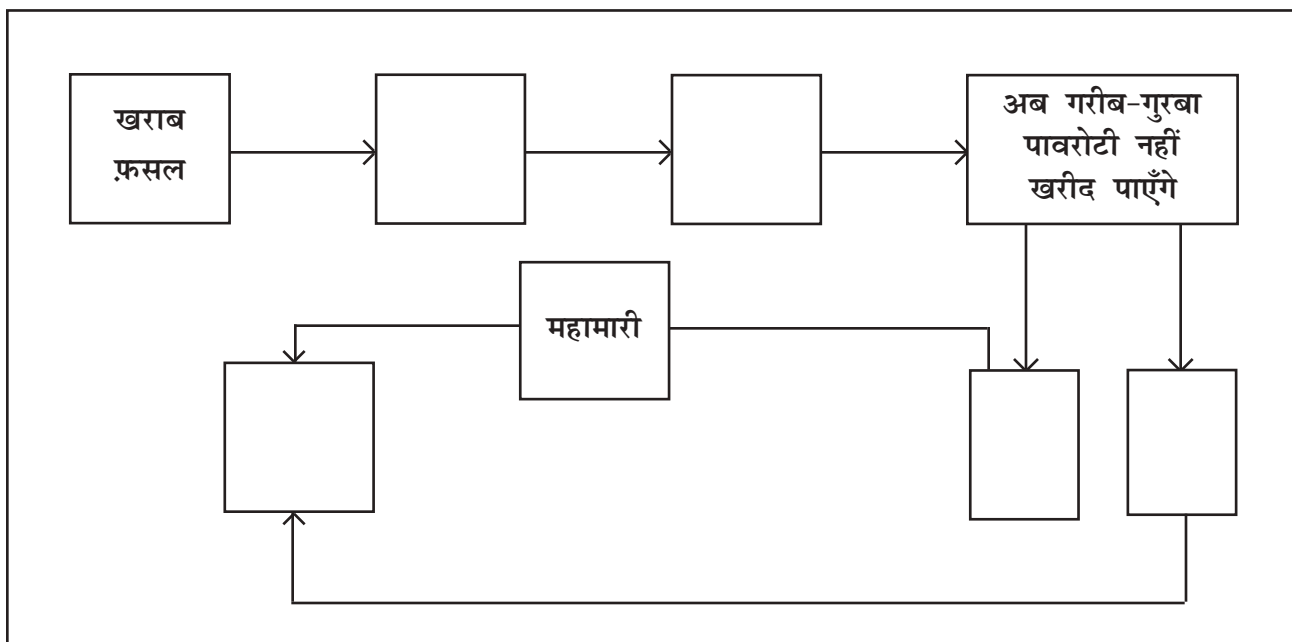 खराब
फ़सल
अब गरीब-गुरबा
पावरोटी नहीं
खरीद पाएँगे
महामारी